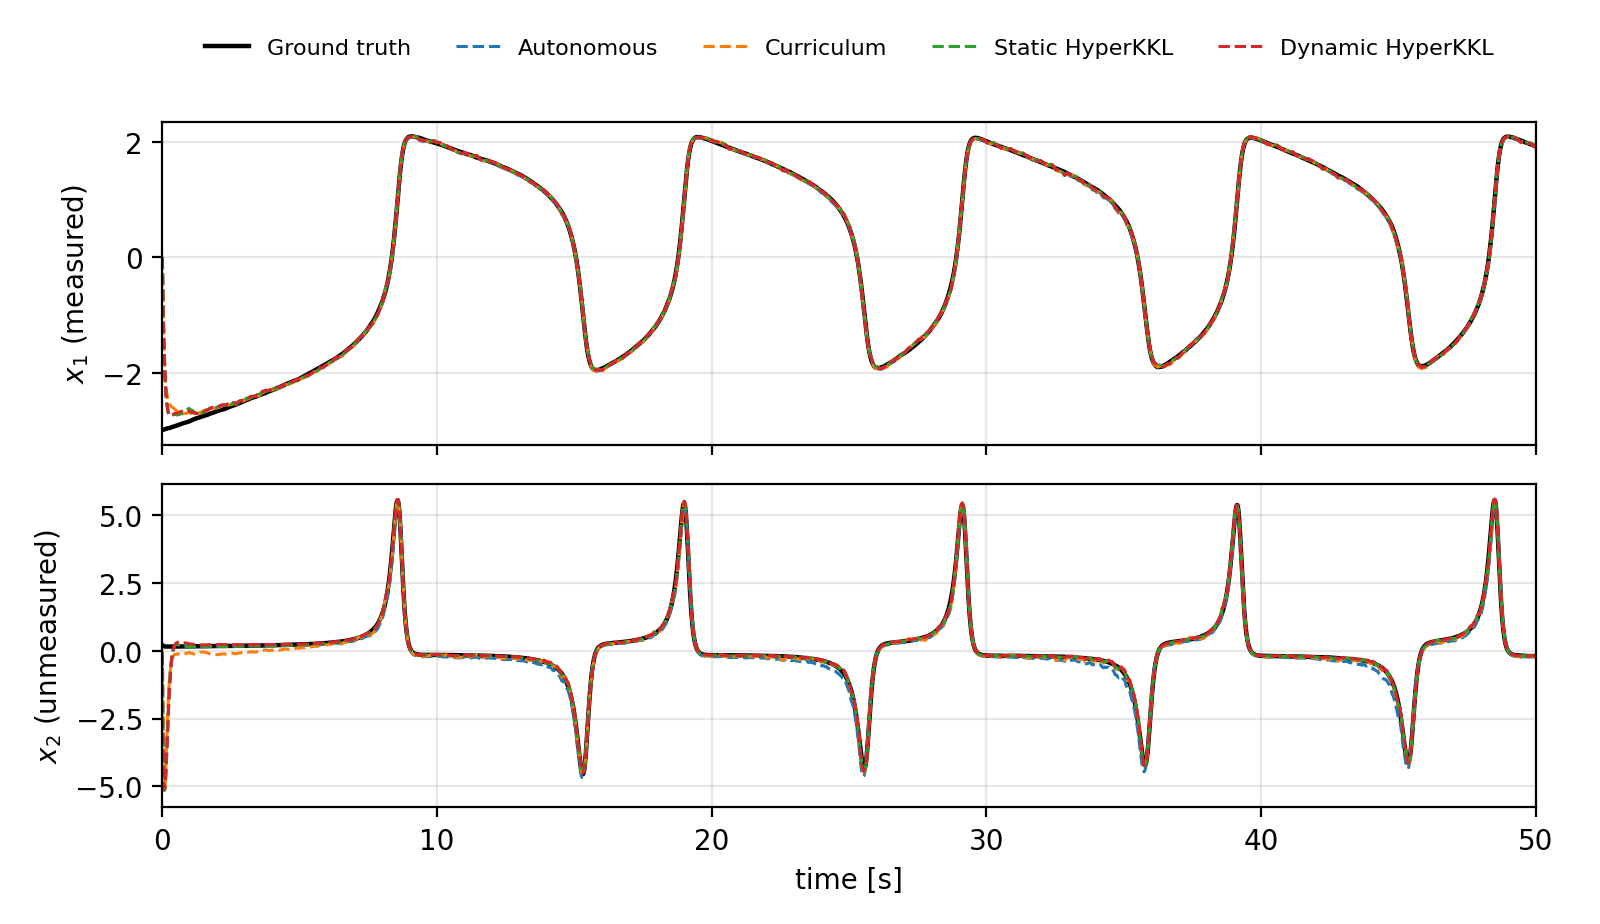 Ground truth Autonomous Curriculum Static HyperKKL Dynamic HyperKKL
2
0
−2
x₁ (measured)
5.0
2.5
0.0
−2.5
−5.0
x₂ (unmeasured)
0 10 20 30 40 50
time [s]